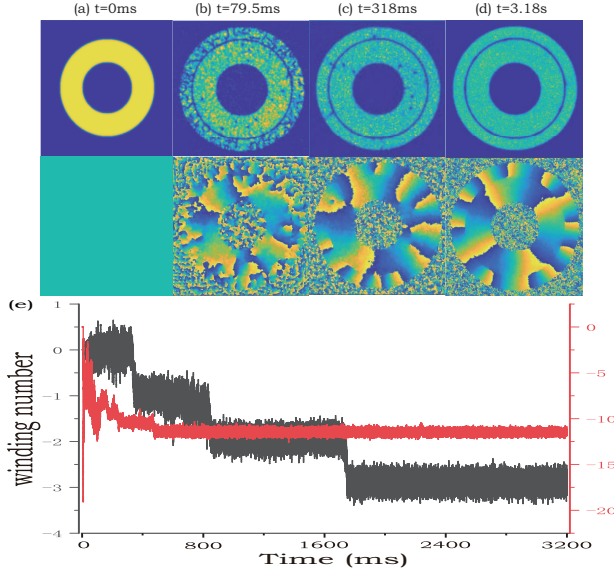 (a) t=0ms (b) t=79.5ms (c) t=318ms (d) t=3.18s
(e)
1
0
-1
-2
-3
-4
winding number
0
-5
-10
-15
-20
0 800 1600 2400 3200
Time (ms)